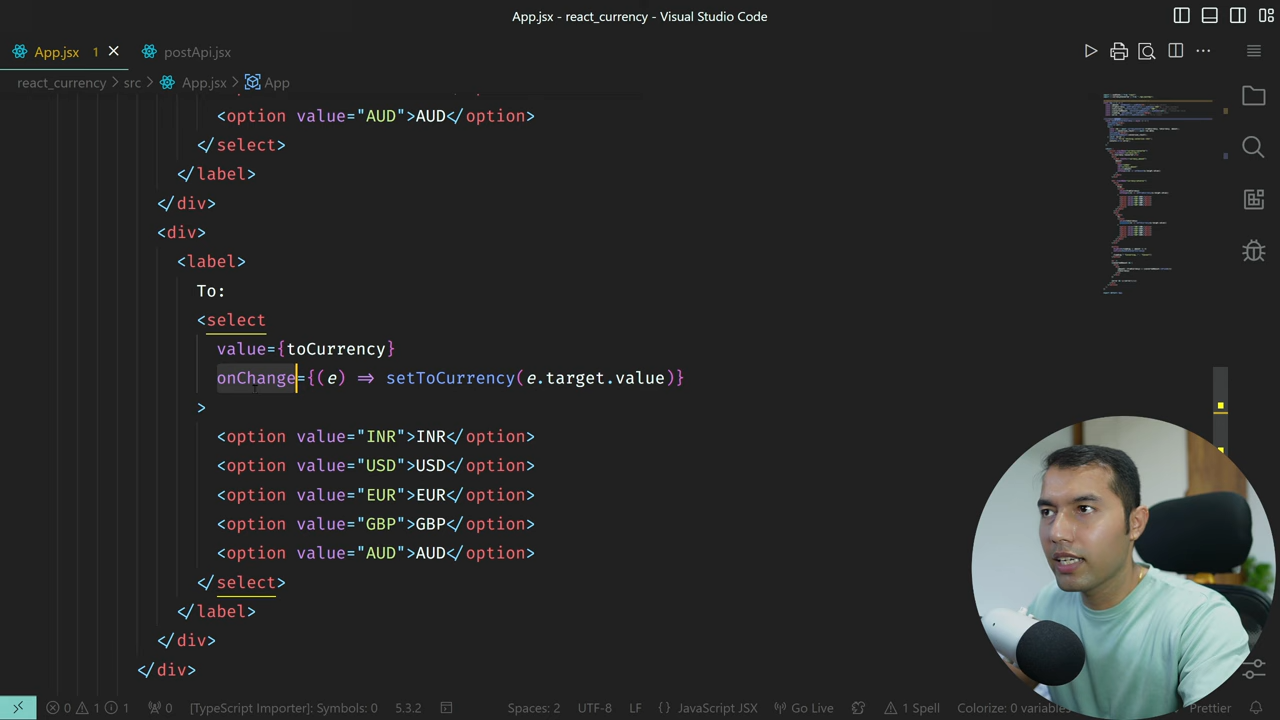 App.jsx - react_currency - Visual Studio Code
App.jsx 1 postApi.jsx
react_currency > src > App.jsx > App
<option value="AUD">AUD</option>
</select>
</label>
</div>
<div>
<label>
To:
<select
value={toCurrency}
onChange={(e) => setToCurrency(e.target.value)}
>
<option value="INR">INR</option>
<option value="USD">USD</option>
<option value="EUR">EUR</option>
<option value="GBP">GBP</option>
<option value="AUD">AUD</option>
</select>
</label>
</div>
</div>
0 1 1 0 [TypeScript Importer]: Symbols: 0 5.3.2 Spaces: 2 UTF-8 LF {} JavaScript JSX Go Live 1 Spell Colorize: 0 variables Prettier